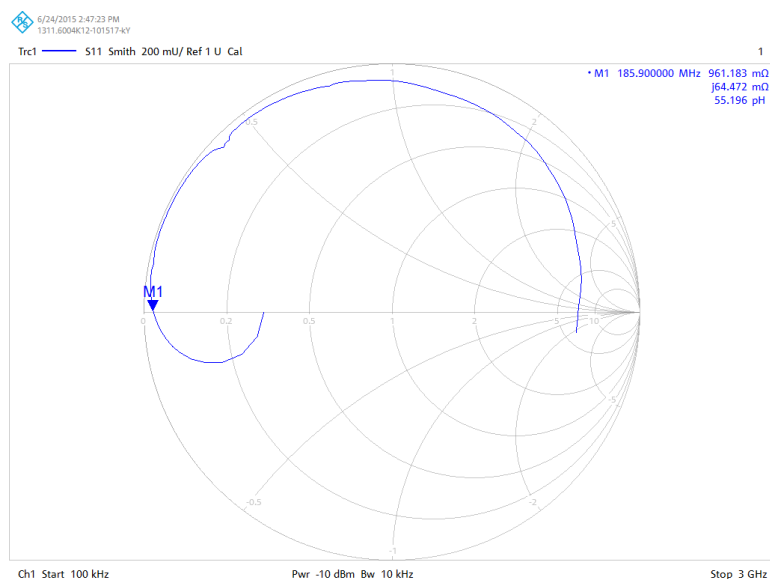 R&S
6/24/2015 2:47:23 PM
1311.6004K12-101517-kY
Trc1 S11 Smith 200 mU/ Ref 1 U Cal 1
• M1 185.900000 MHz 961.183 mΩ
j64.472 mΩ
55.196 pH
1
0.5 2
5
M1
0 0.2 0.5 1 2 5 10
-5
-0.5 -2
-1
Ch1 Start 100 kHz Pwr -10 dBm Bw 10 kHz Stop 3 GHz